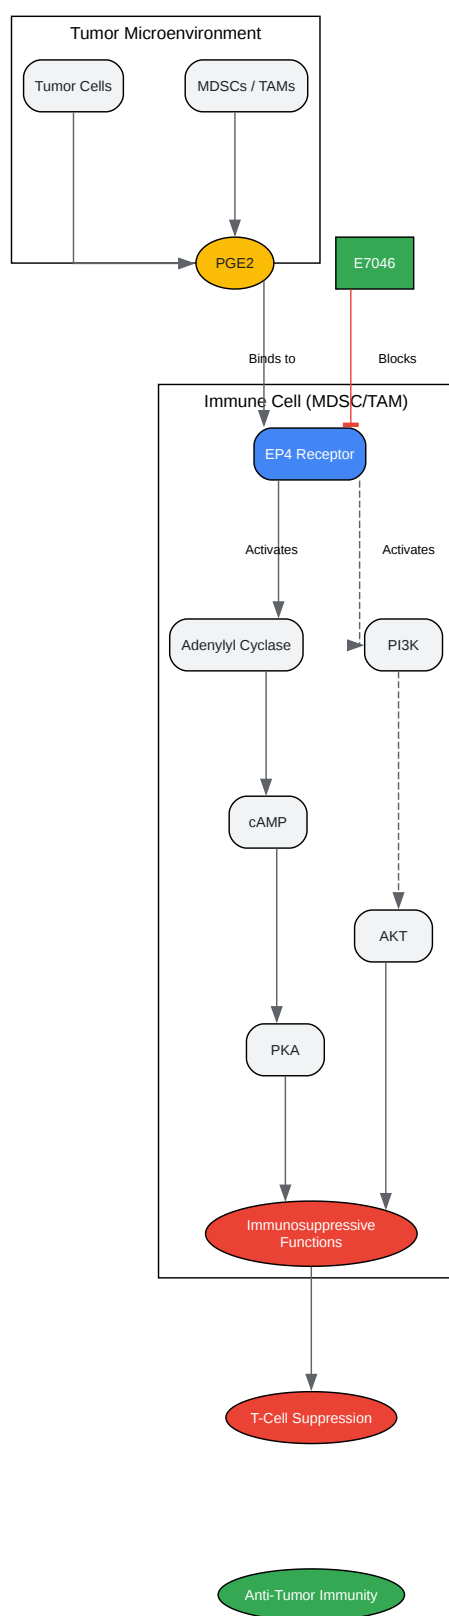 Tumor Microenvironment
Tumor Cells
MDSCs / TAMs
PGE2
E7046
Binds to
Blocks
Immune Cell (MDSC/TAM)
EP4 Receptor
Activates
Activates
Adenylyl Cyclase
PI3K
cAMP
AKT
PKA
Immunosuppressive
Functions
T-Cell Suppression
Anti-Tumor Immunity